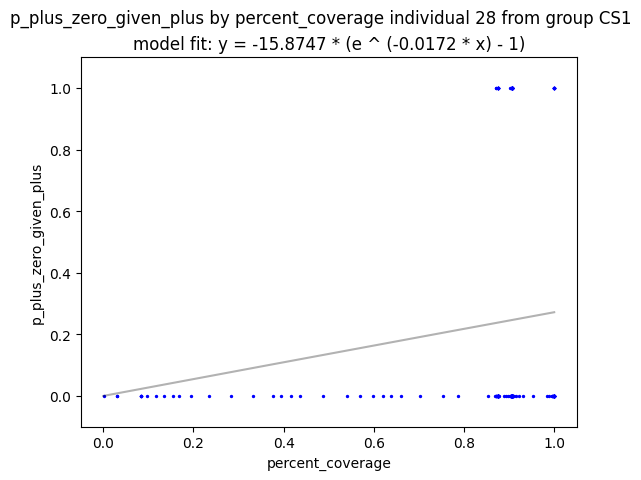 p_plus_zero_given_plus by percent_coverage individual 28 from group CS1
model fit: y = -15.8747 * (e ^ (-0.0172 * x) - 1)
p_plus_zero_given_plus
1.0
0.8
0.6
0.4
0.2
0.0
0.0 0.2 0.4 0.6 0.8 1.0
percent_coverage